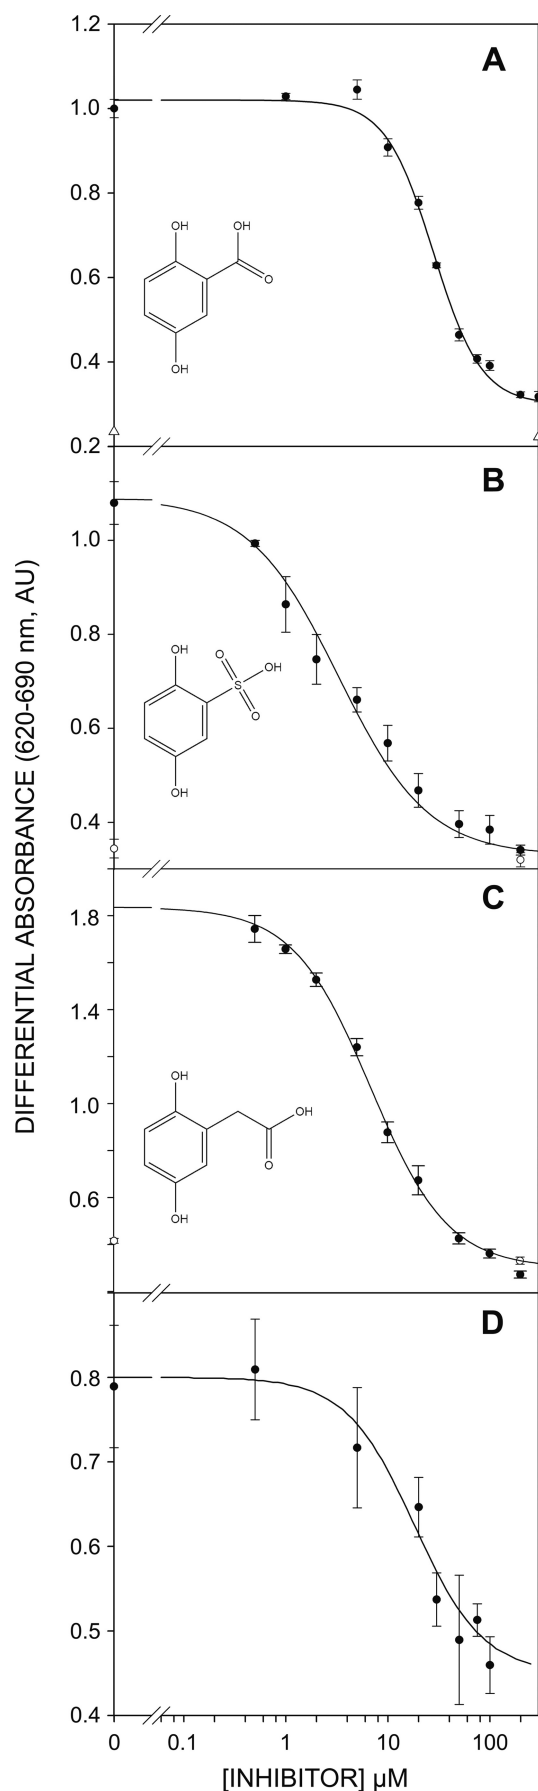 1.2
A
1.0
0.8
OH
OH
O
0.6
OH
0.4
0.2
B
1.0
0.8
OH
O
OH
S
O
0.6
OH
0.4
C
1.8
1.4
OH
OH
O
1.0
OH
0.6
D
0.8
0.7
0.6
0.5
0.4
0
0.1
1
10
100
DIFFERENTIAL ABSORBANCE (620-690 nm, AU)
[INHIBITOR] µM